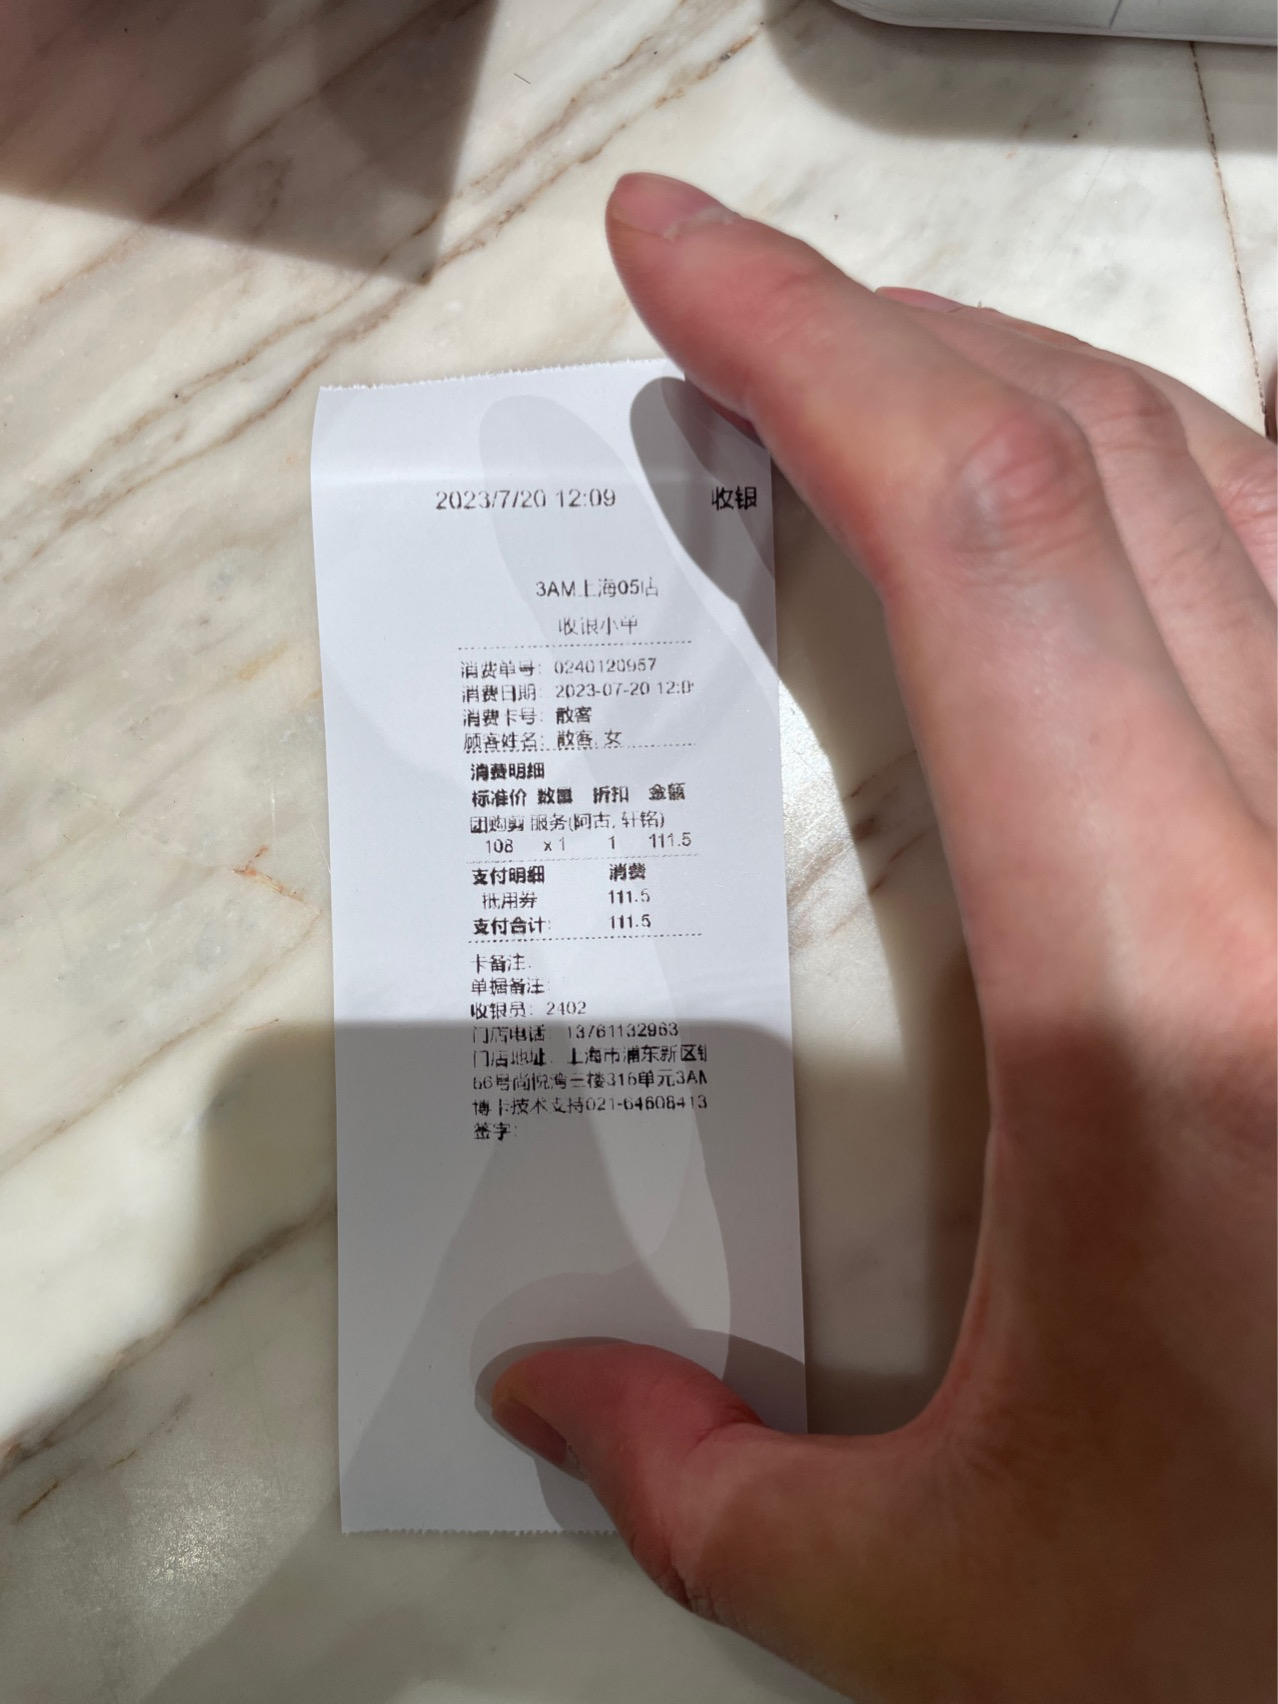 2023/7/20 12:09 收银
3AM上海05店
收银小单
消费单号: 0240120957
消费日期: 2023-07-20 12:0
消费卡号: 散客
顾客姓名: 散客, 女
消费明细
标准价 数量 折扣 金额
团购剪 服务(阿古, 轩铭)
108 x 1 1 111.5
支付明细 消费
抵用券 111.5
支付合计: 111.5
卡备注:
单据备注:
收银员: 2402
门店电话: 13761132963
门店地址: 上海市浦东新区
66号尚悦湾三楼316单元3AM
博卡技术支持021-64608413
签字: